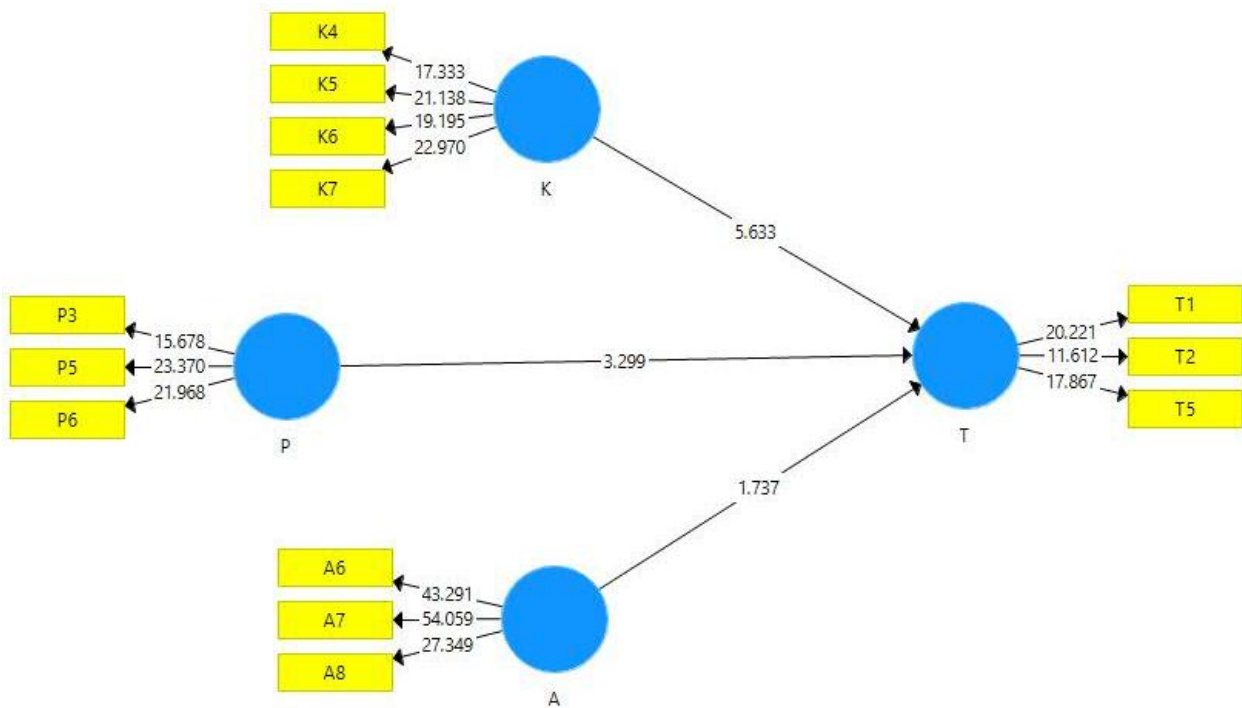 K4
K5
K6
K7
17.333
21.138
19.195
22.970
K
5.633
P3
P5
P6
15.678
23.370
21.968
P
3.299
T1
T2
T5
20.221
11.612
17.867
T
1.737
A6
A7
A8
43.291
54.059
27.349
A